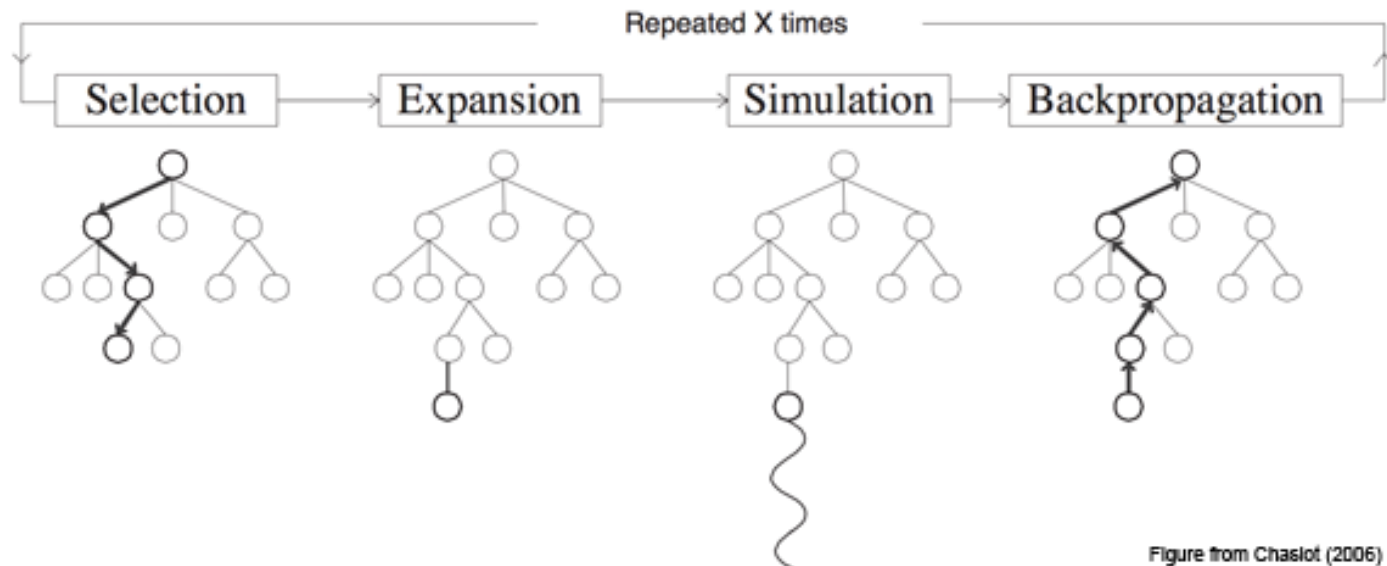 Repeated X times
Selection
Expansion
Simulation
Backpropagation
Figure from Chaslot (2006)